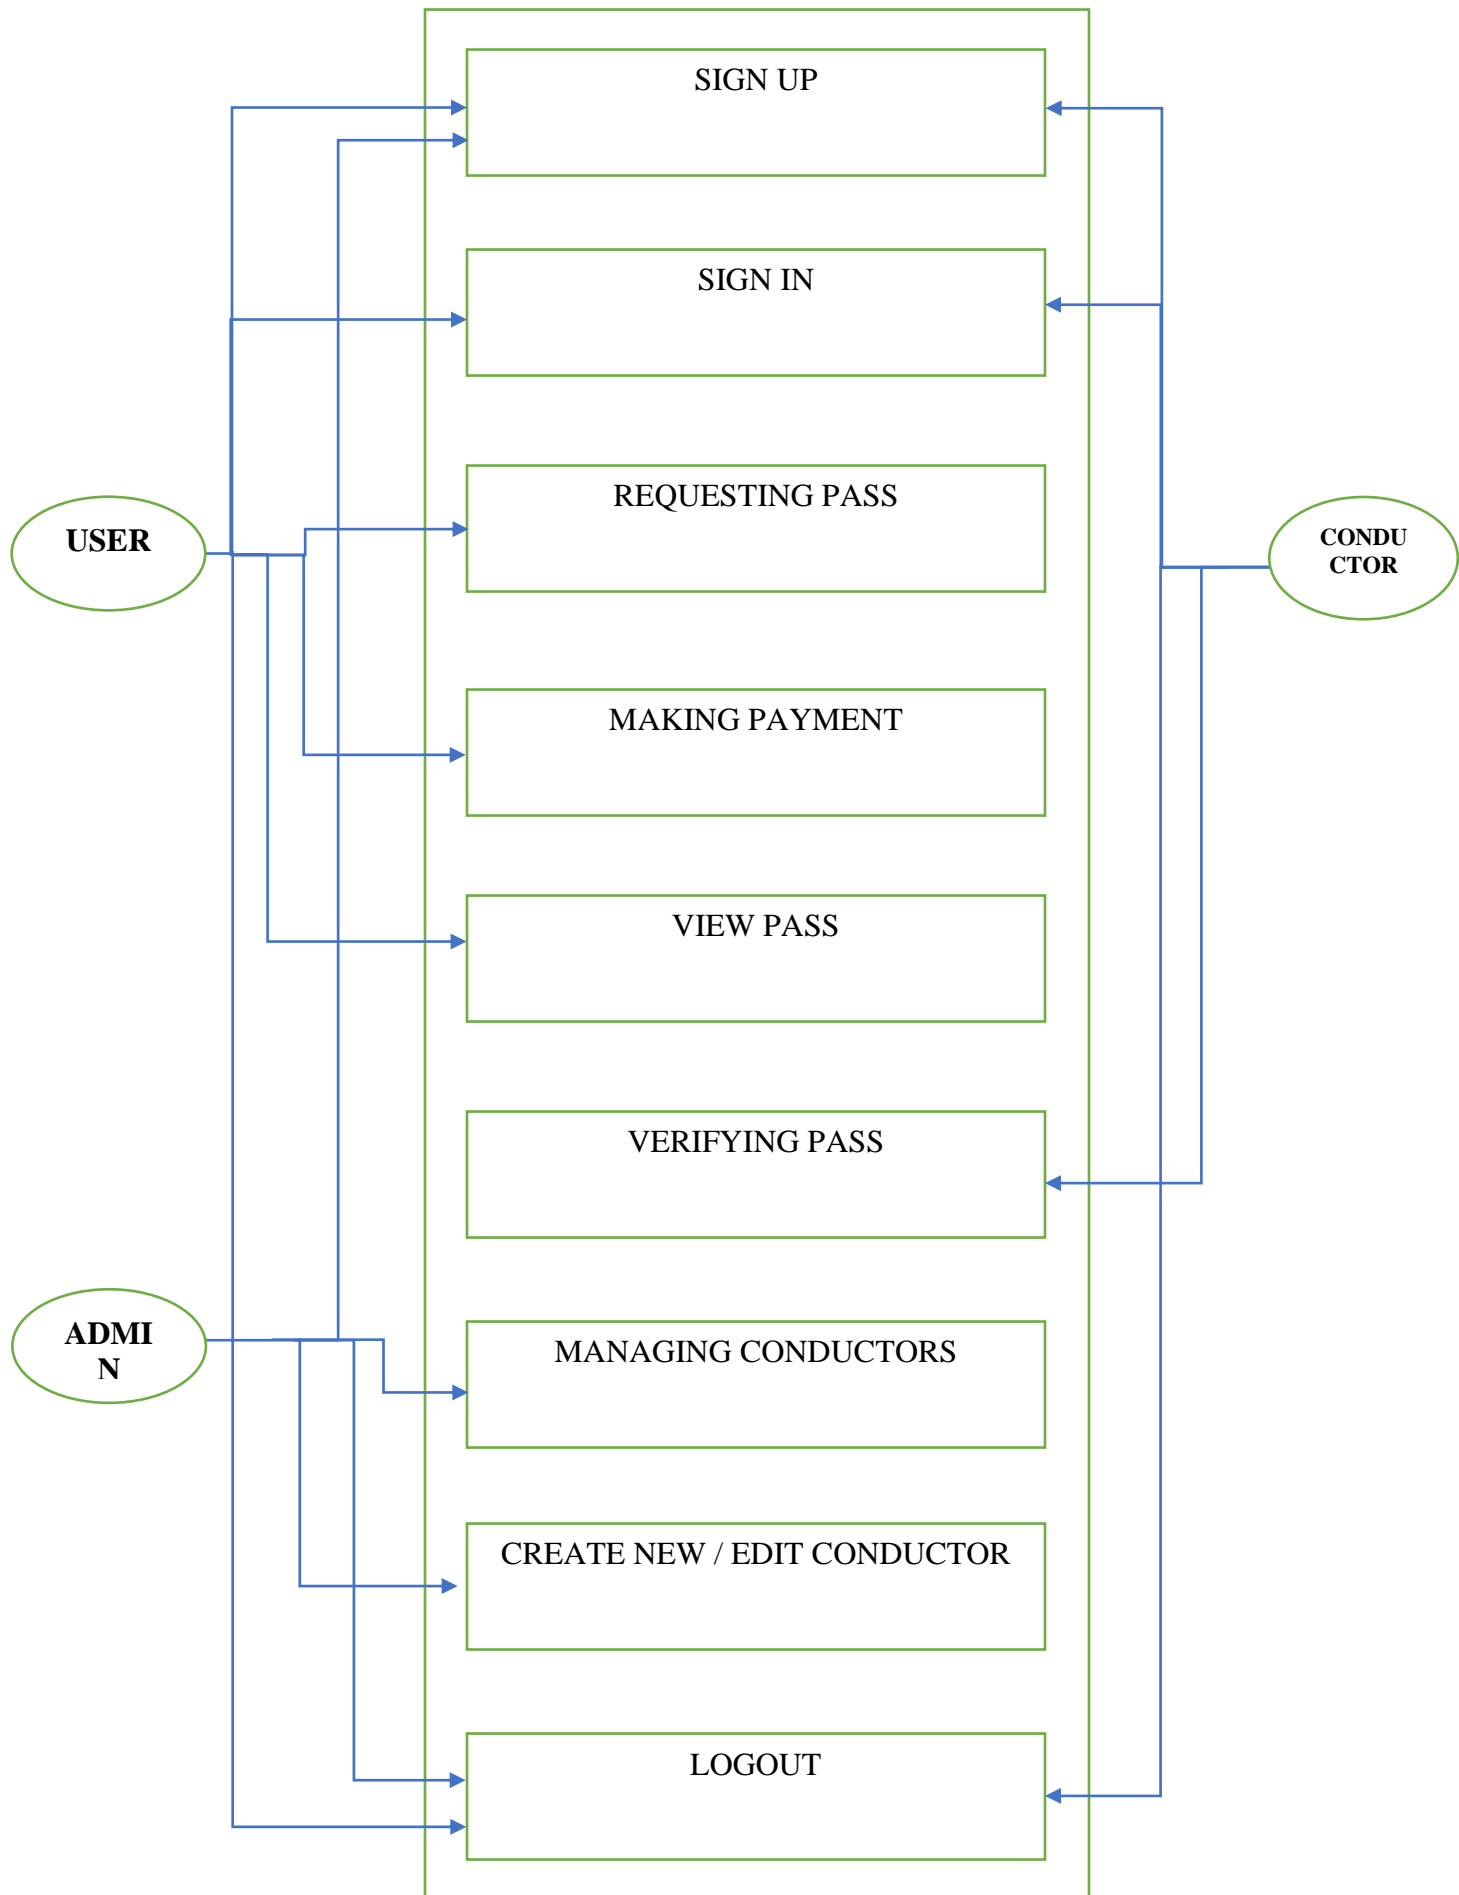 SIGN UP
SIGN IN
REQUESTING PASS
USER
CONDU
CTOR
MAKING PAYMENT
VIEW PASS
VERIFYING PASS
ADMI
N
MANAGING CONDUCTORS
CREATE NEW / EDIT CONDUCTOR
LOGOUT